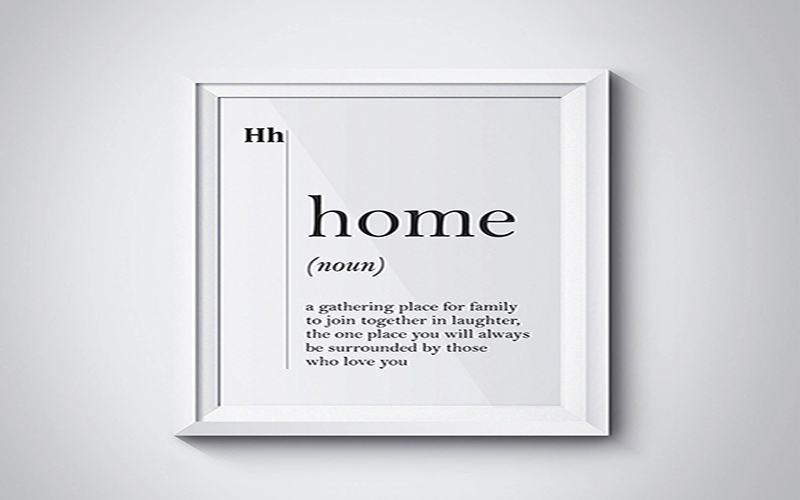 Hh
home
(noun)
a gathering place for family
to join together in laughter,
the one place you will always
be surrounded by those
who love you